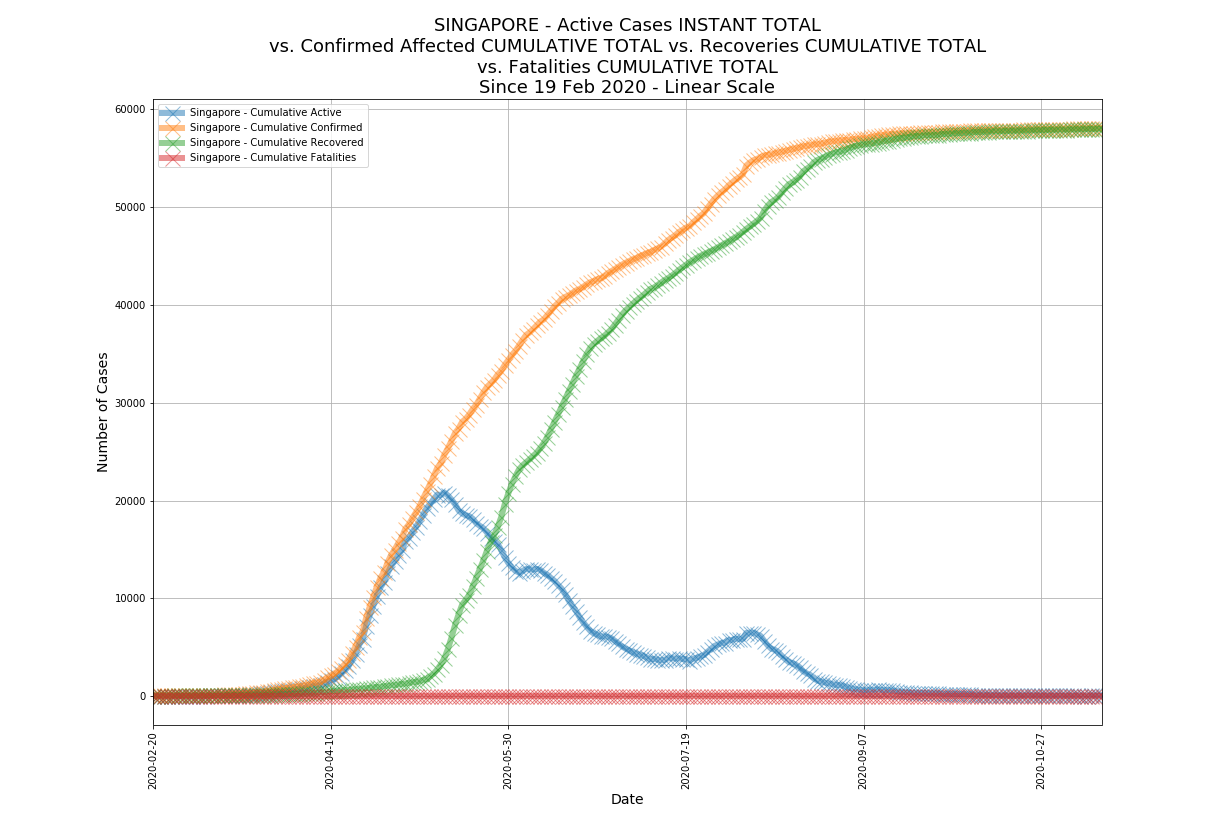 SINGAPORE - Active Cases INSTANT TOTAL
vs. Confirmed Affected CUMULATIVE TOTAL vs. Recoveries CUMULATIVE TOTAL
vs. Fatalities CUMULATIVE TOTAL
Since 19 Feb 2020 - Linear Scale
Singapore - Cumulative Active
Singapore - Cumulative Confirmed
Singapore - Cumulative Recovered
Singapore - Cumulative Fatalities
Number of Cases
60000
50000
40000
30000
20000
10000
0
2020-02-20
2020-04-10
2020-05-30
2020-07-19
2020-09-07
2020-10-27
Date